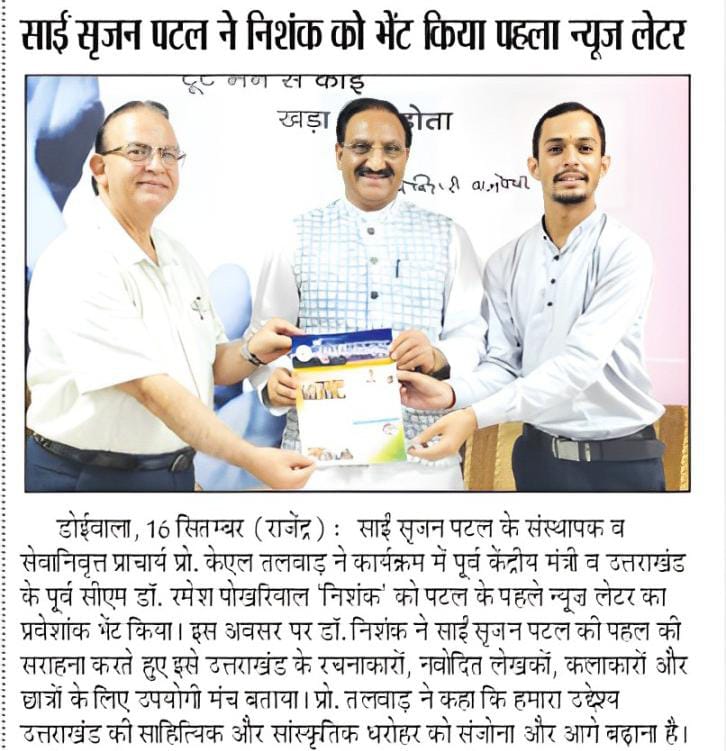 साईं सृजन पटल ने निशंक को भेंट किया पहला न्यूज लेटर
खड़ा
होता
डोईवाला, 16 सितम्बर (राजेंद्र) : साईं सृजन पटल के संस्थापक व
सेवानिवृत्त प्राचार्य प्रो. केएल तलवाड़ ने कार्यक्रम में पूर्व केंद्रीय मंत्री व उत्तराखंड
के पूर्व सीएम डॉ. रमेश पोखरियाल 'निशंक' को पटल के पहले न्यूज लेटर का
प्रवेशांक भेंट किया। इस अवसर पर डॉ. निशंक ने साईं सृजन पटल की पहल की
सराहना करते हुए इसे उत्तराखंड के रचनाकारों, नवोदित लेखकों, कलाकारों और
छात्रों के लिए उपयोगी मंच बताया। प्रो. तलवाड़ ने कहा कि हमारा उद्देश्य
उत्तराखंड की साहित्यिक और सांस्कृतिक धरोहर को संजोना और आगे बढ़ाना है।